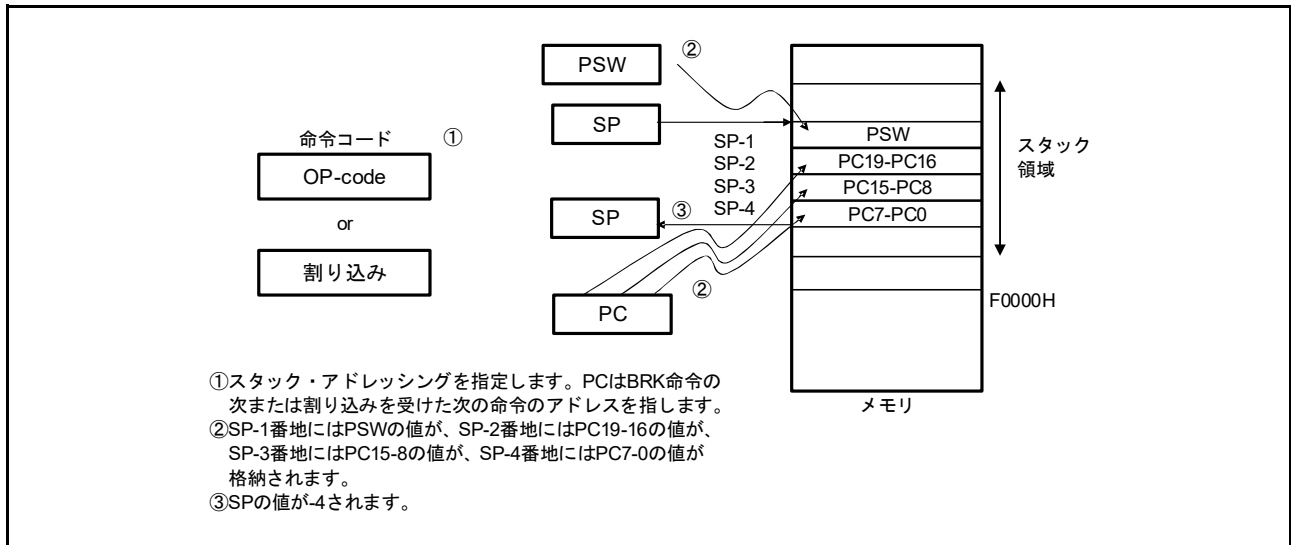 命令コード
①
OP-code
or
割り込み
PSW
②
SP
SP-1
SP-2
SP-3
SP-4
SP
③
②
PC
PSW
PC19-PC16
PC15-PC8
PC7-PC0
スタック
領域
F0000H
メモリ
①スタック・アドレッシングを指定します。PCはBRK命令の
次または割り込みを受けた次の命令のアドレスを指します。
②SP-1番地にはPSWの値が、SP-2番地にはPC19-16の値が、
SP-3番地にはPC15-8の値が、SP-4番地にはPC7-0の値が
格納されます。
③SPの値が-4されます。